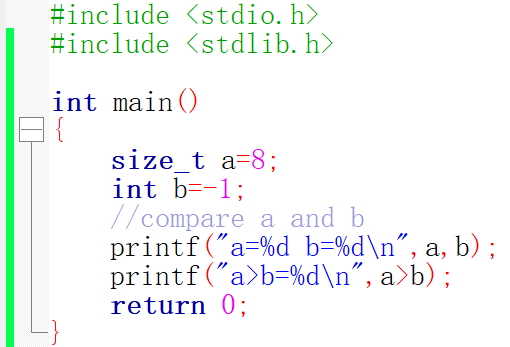 #include <stdio.h>
#include <stdlib.h>
int main()
{
size_t a=8;
int b=-1;
//compare a and b
printf("a=%d b=%d\n",a,b);
printf("a>b=%d\n",a>b);
return 0;
}